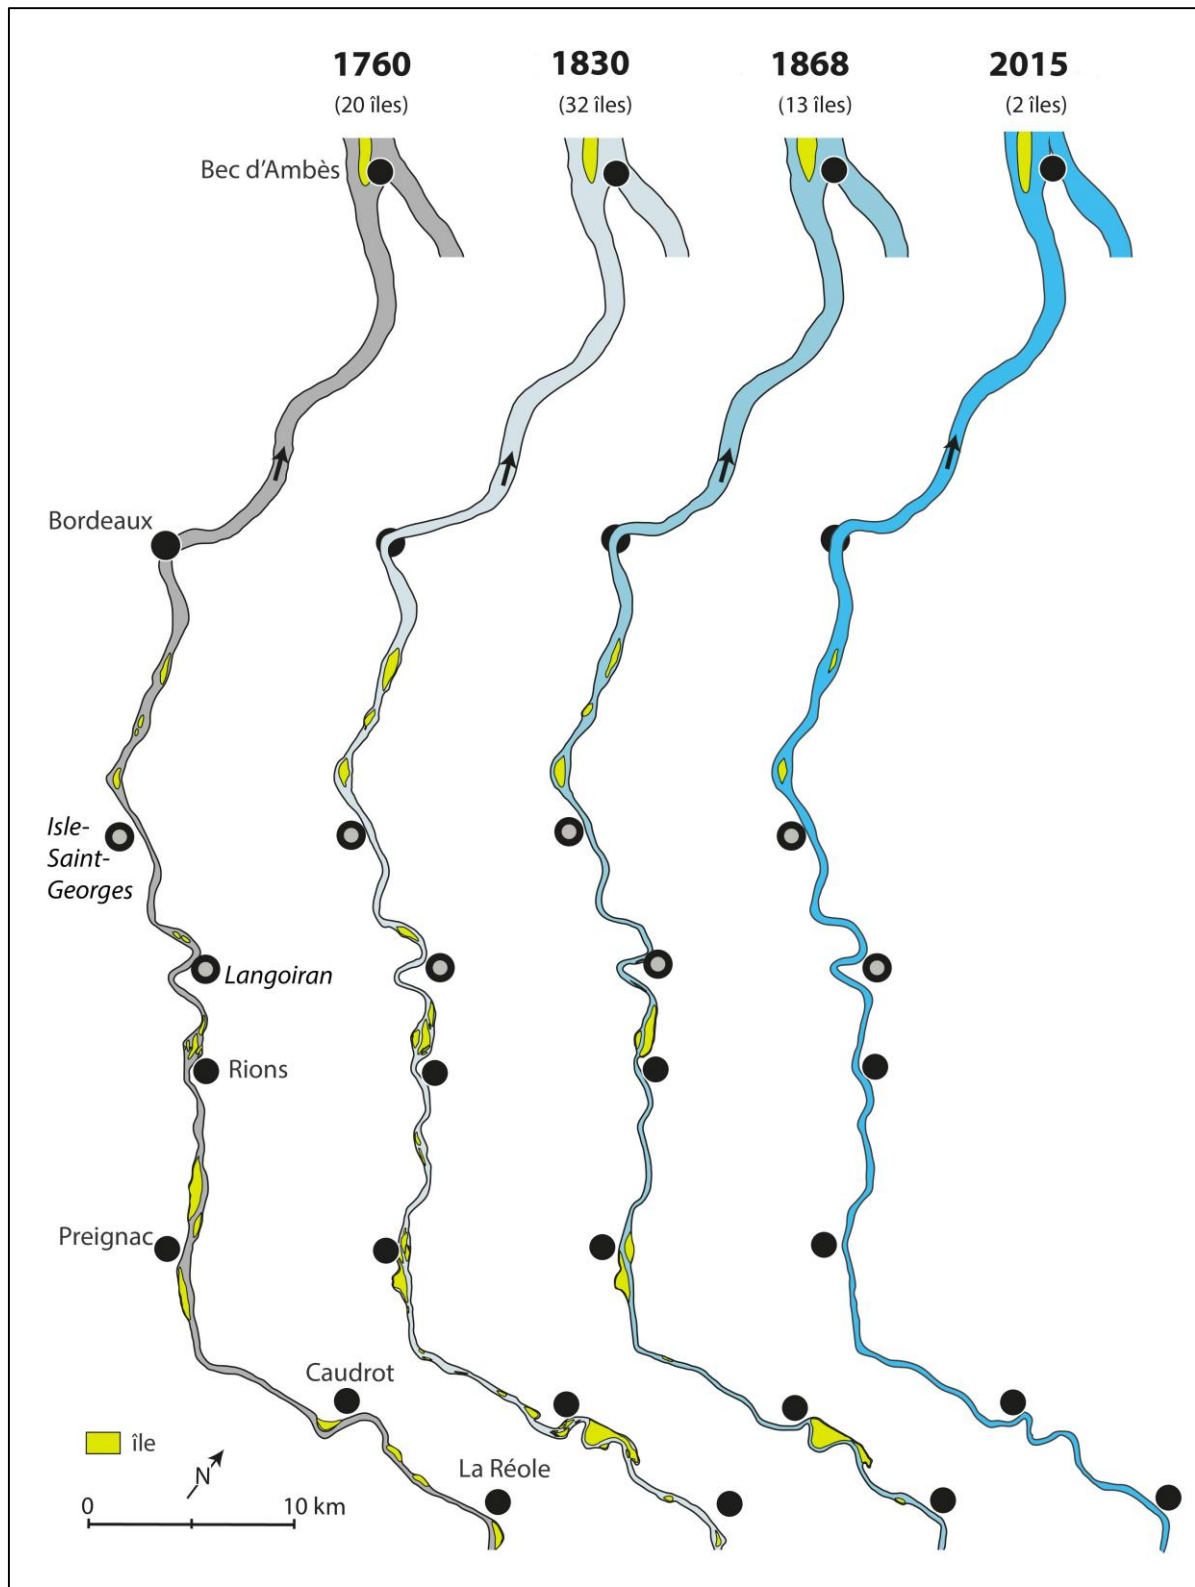 1760
(20 îles)
1830
(32 îles)
1868
(13 îles)
2015
(2 îles)
Bec d'Ambès
Bordeaux
Isle-
Saint-
Georges
Langoiran
Rions
Preignac
Caudrot
La Réole
île
N
0
10 km